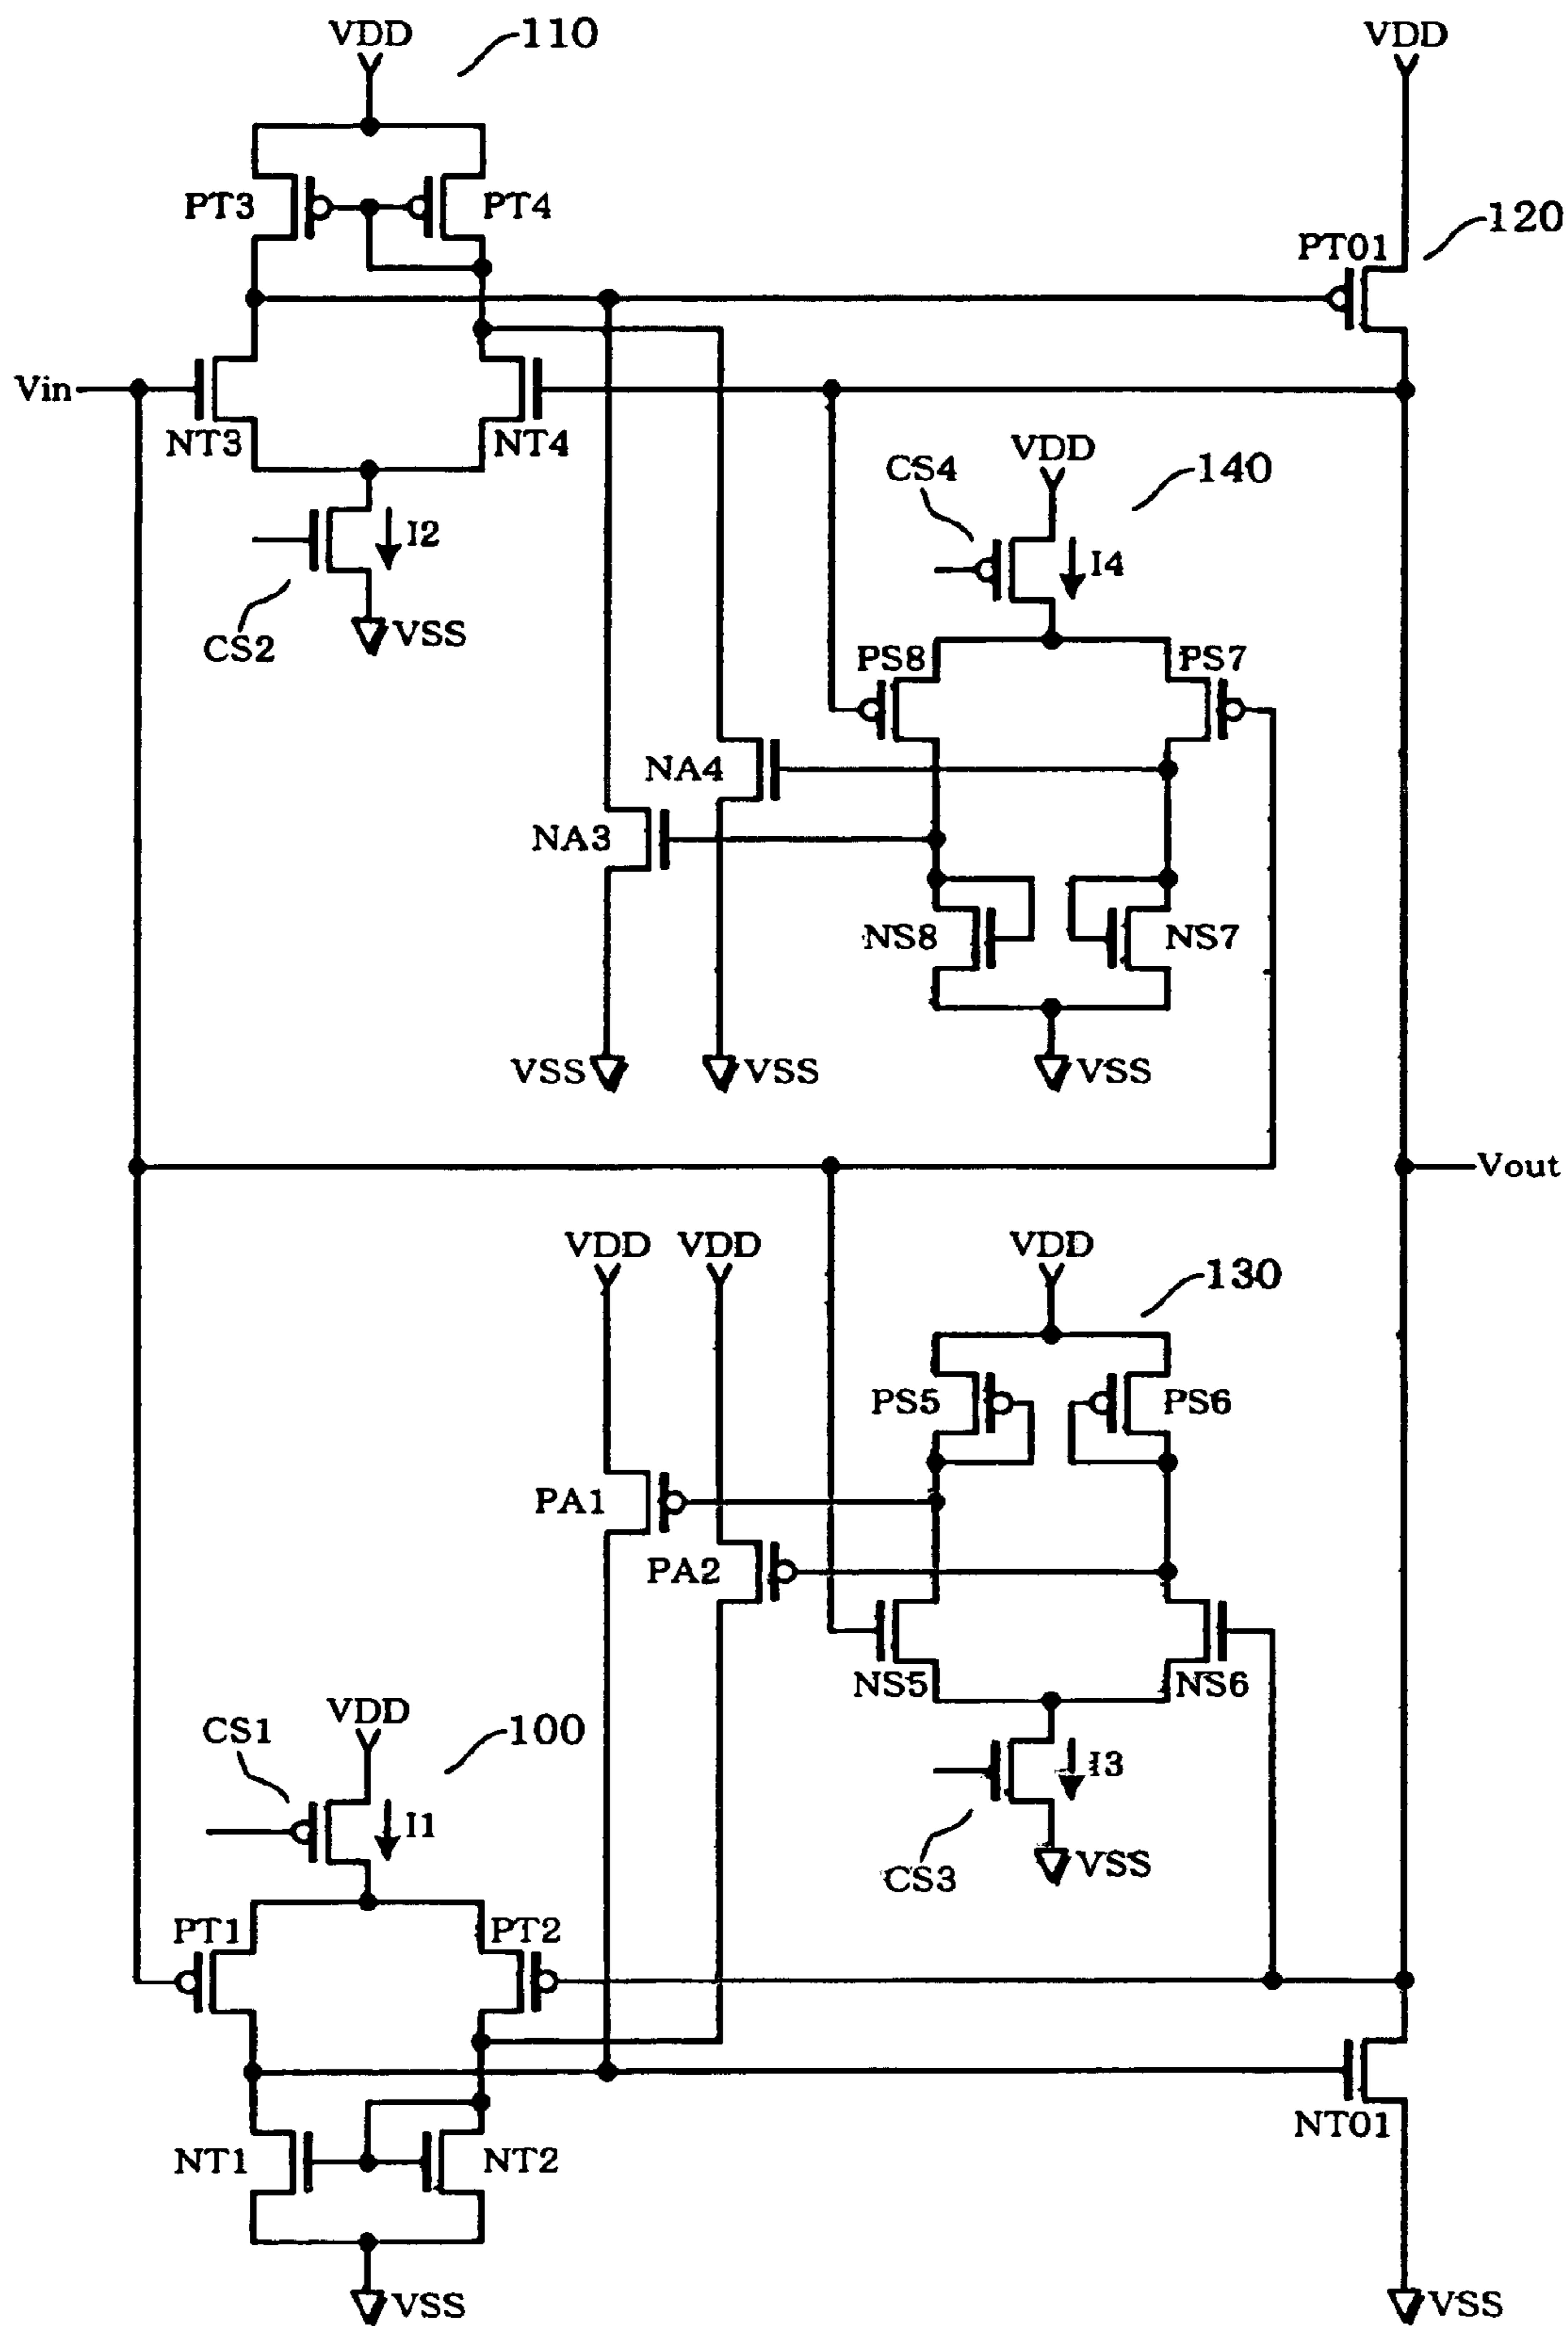 VDD
110
VDD
PT3
PT4
120
PT01
Vin
NT3
NT4
VDD
CS4
140
I2
I4
CS2
VSS
PS8
PS7
NA4
NA3
NS8
NS7
VSS
VSS
VSS
Vout
VDD
VDD
VDD
130
PS5
PS6
PA1
PA2
NS5
NS6
VDD
CS1
100
I3
I1
CS3
VSS
PT1
PT2
NT01
NT1
NT2
VSS
VSS